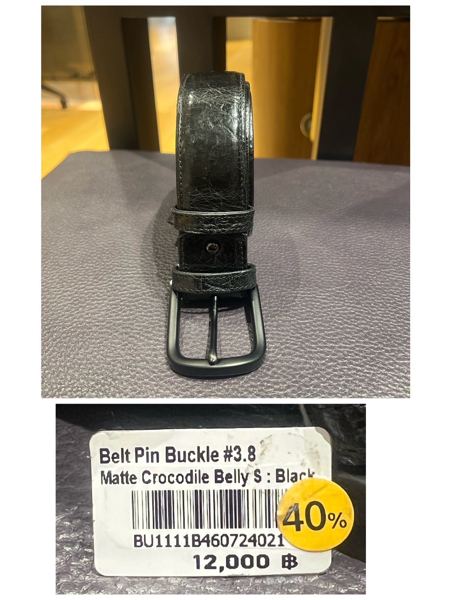 Belt Pin Buckle #3.8
Matte Crocodile Belly S : Black
BU1111B460724021
40%
12,000 ฿